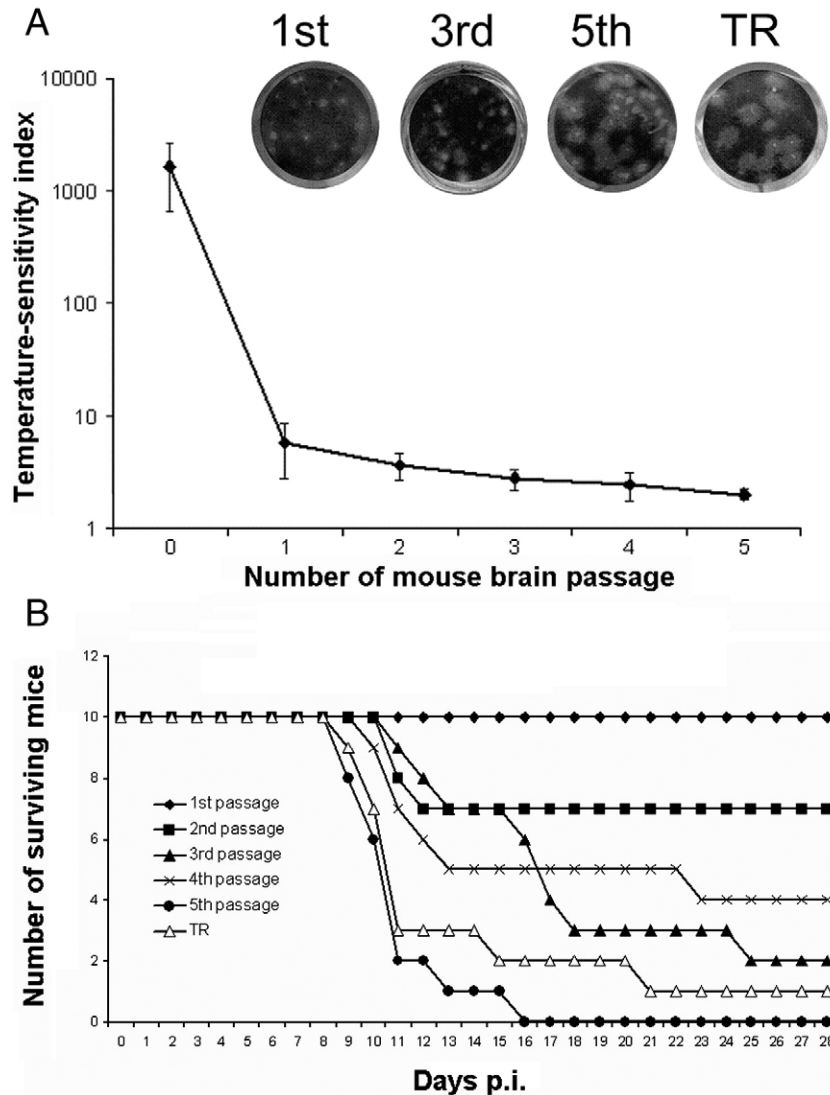 A
1st 3rd 5th TR
Temperature-sensitivity index
10000
1000
100
10
1
0 1 2 3 4 5
Number of mouse brain passage
B
Number of surviving mice
12
10
8
6
4
2
0
1st passage
2nd passage
3rd passage
4th passage
5th passage
TR
0 1 2 3 4 5 6 7 8 9 10 11 12 13 14 15 16 17 18 19 20 21 22 23 24 25 26 27 28
Days p.i.